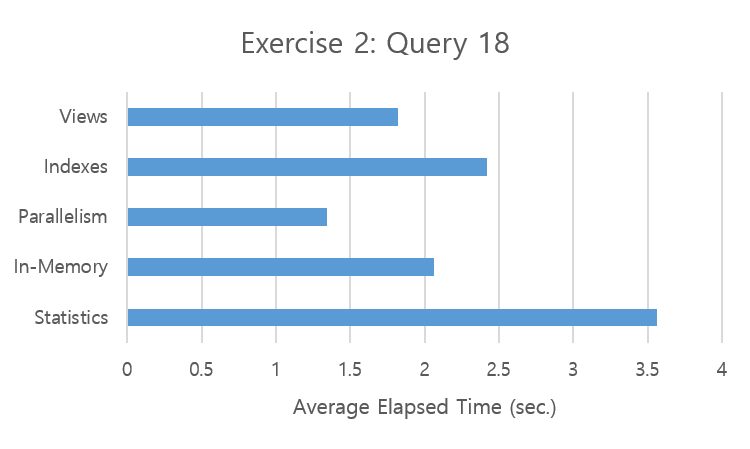 Exercise 2: Query 18
Views
Indexes
Parallelism
In-Memory
Statistics
0 0.5 1 1.5 2 2.5 3 3.5 4
Average Elapsed Time (sec.)